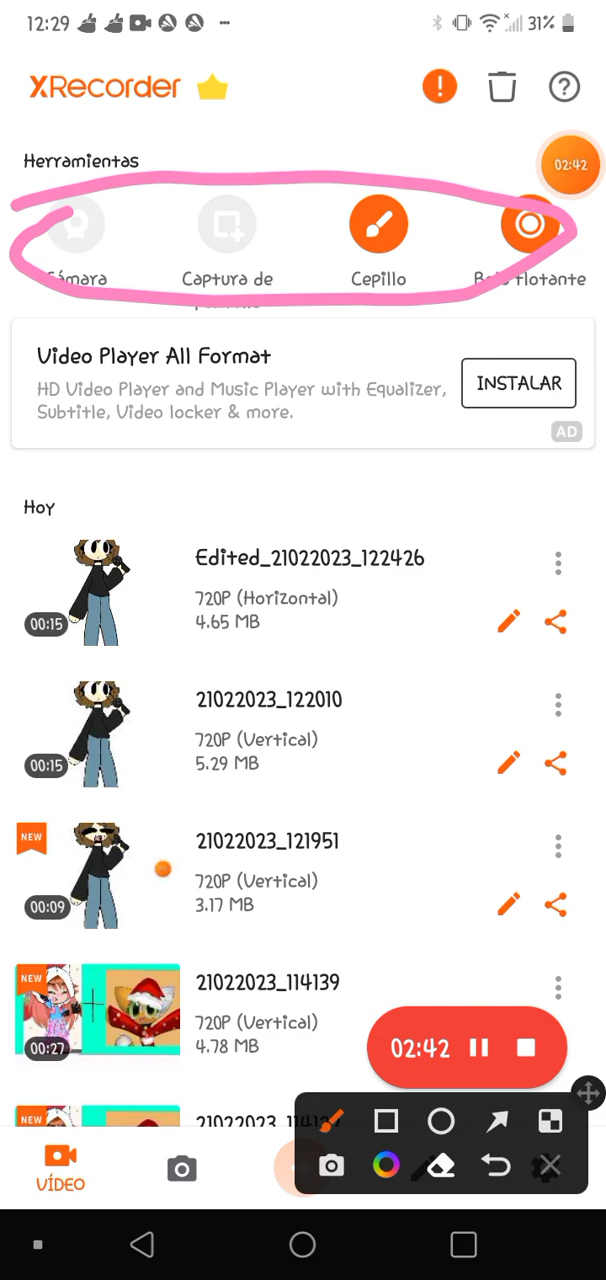 12:29
31%
XRecorder
Herramientas
02:42
Cámara
Captura de
Cepillo
flotante
Video Player All Format
HD Video Player and Music Player with Equalizer,
Subtitle, Video locker & more.
INSTALAR
AD
Hoy
Edited_21022023_122426
720P (Horizontal)
4.65 MB
00:15
21022023_122010
720P (Vertical)
5.29 MB
00:15
NEW
21022023_121951
720P (Vertical)
3.17 MB
00:09
NEW
21022023_114139
720P (Vertical)
4.78 MB
00:27
02:42
NEW
VÍDEO